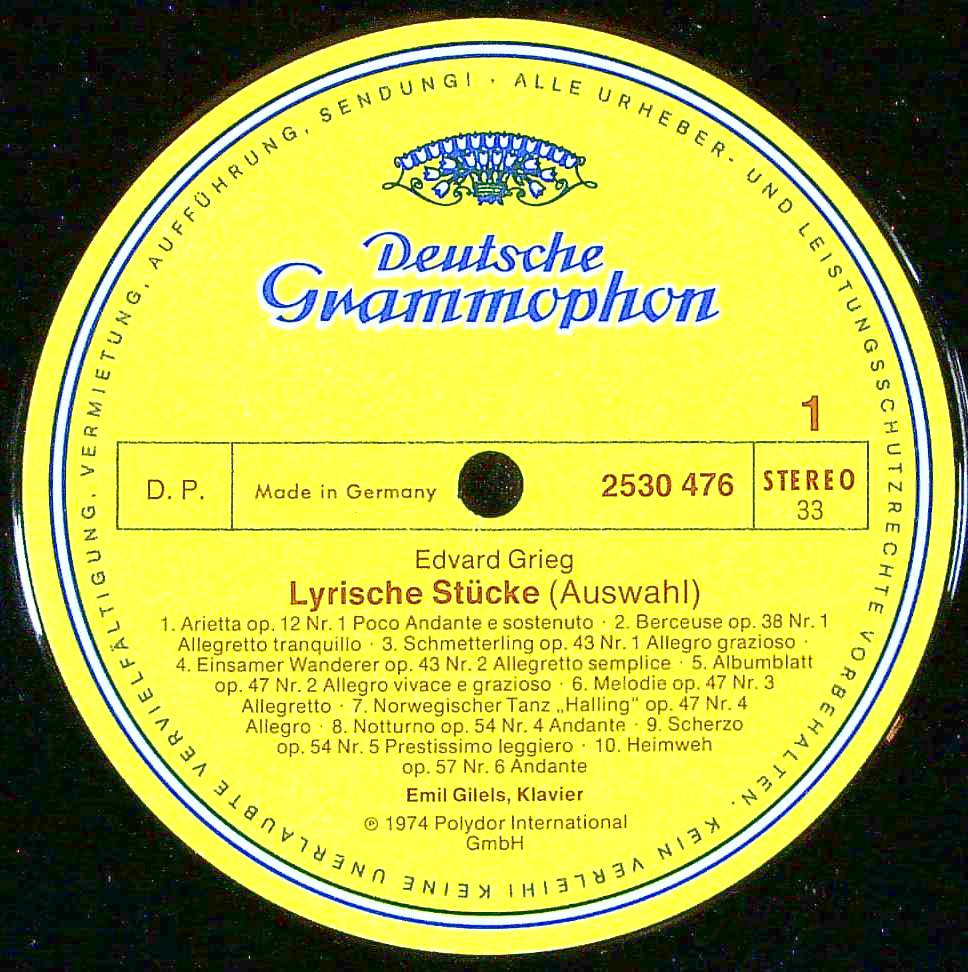 ALLE URHEBER- UND LEISTUNGSSCHUTZRECHTE VORBEHALTEN. KEIN VERLEIH! KEINE UNERLAUBTE VERVIELFÄLTIGUNG, VERMIETUNG, AUFFÜHRUNG, SENDUNG! ·
Deutsche
Grammophon
1
D. P.
Made in Germany
2530 476
STEREO
33
Edvard Grieg
Lyrische Stücke (Auswahl)
1. Arietta op. 12 Nr. 1 Poco Andante e sostenuto · 2. Berceuse op. 38 Nr. 1
Allegretto tranquillo · 3. Schmetterling op. 43 Nr. 1 Allegro grazioso ·
4. Einsamer Wanderer op. 43 Nr. 2 Allegretto semplice · 5. Albumblatt
op. 47 Nr. 2 Allegro vivace e grazioso · 6. Melodie op. 47 Nr. 3
Allegretto · 7. Norwegischer Tanz „Halling“ op. 47 Nr. 4
Allegro · 8. Notturno op. 54 Nr. 4 Andante · 9. Scherzo
op. 54 Nr. 5 Prestissimo leggiero · 10. Heimweh
op. 57 Nr. 6 Andante
Emil Gilels, Klavier
℗ 1974 Polydor International
GmbH